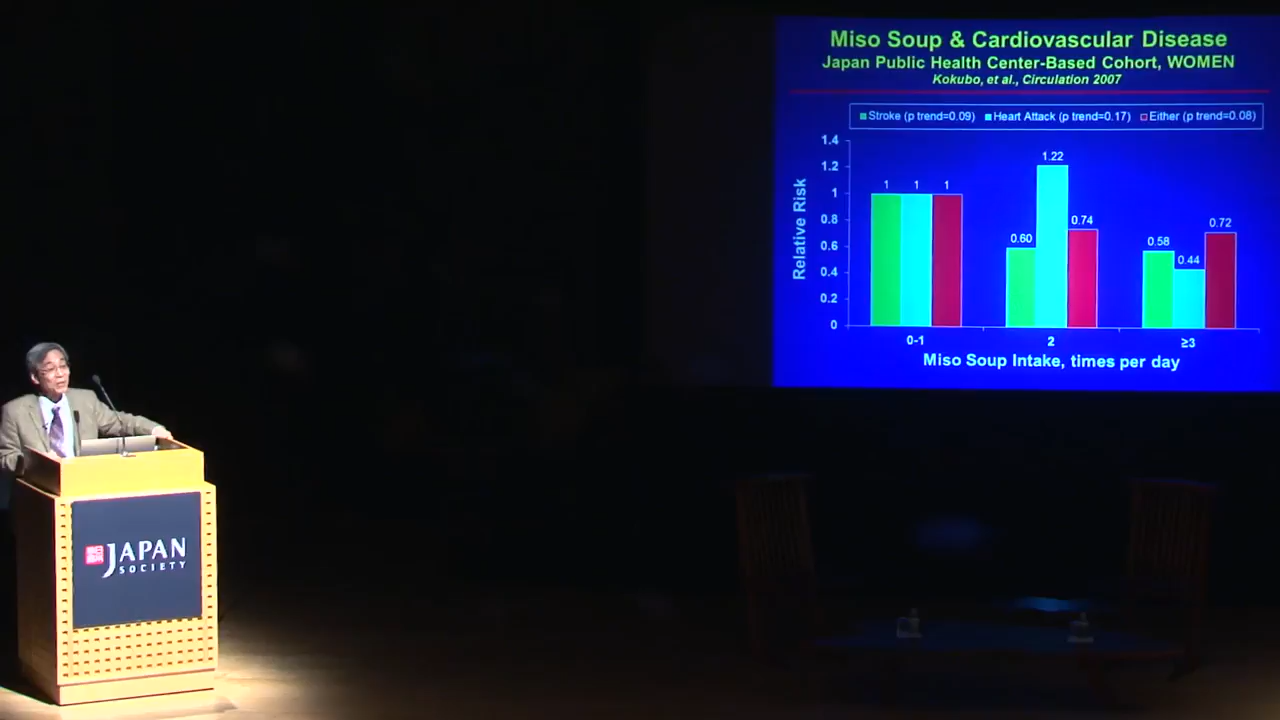 Miso Soup & Cardiovascular Disease
Japan Public Health Center-Based Cohort, WOMEN
Kokubo, et al., Circulation 2007
Stroke (p trend=0.09) Heart Attack (p trend=0.17) Either (p trend=0.08)
Relative Risk
1.4
1.2
1
0.8
0.6
0.4
0.2
0
1 1 1
0.60 1.22 0.74
0.58 0.44 0.72
0-1 2 ≥3
Miso Soup Intake, times per day
JAPAN
SOCIETY